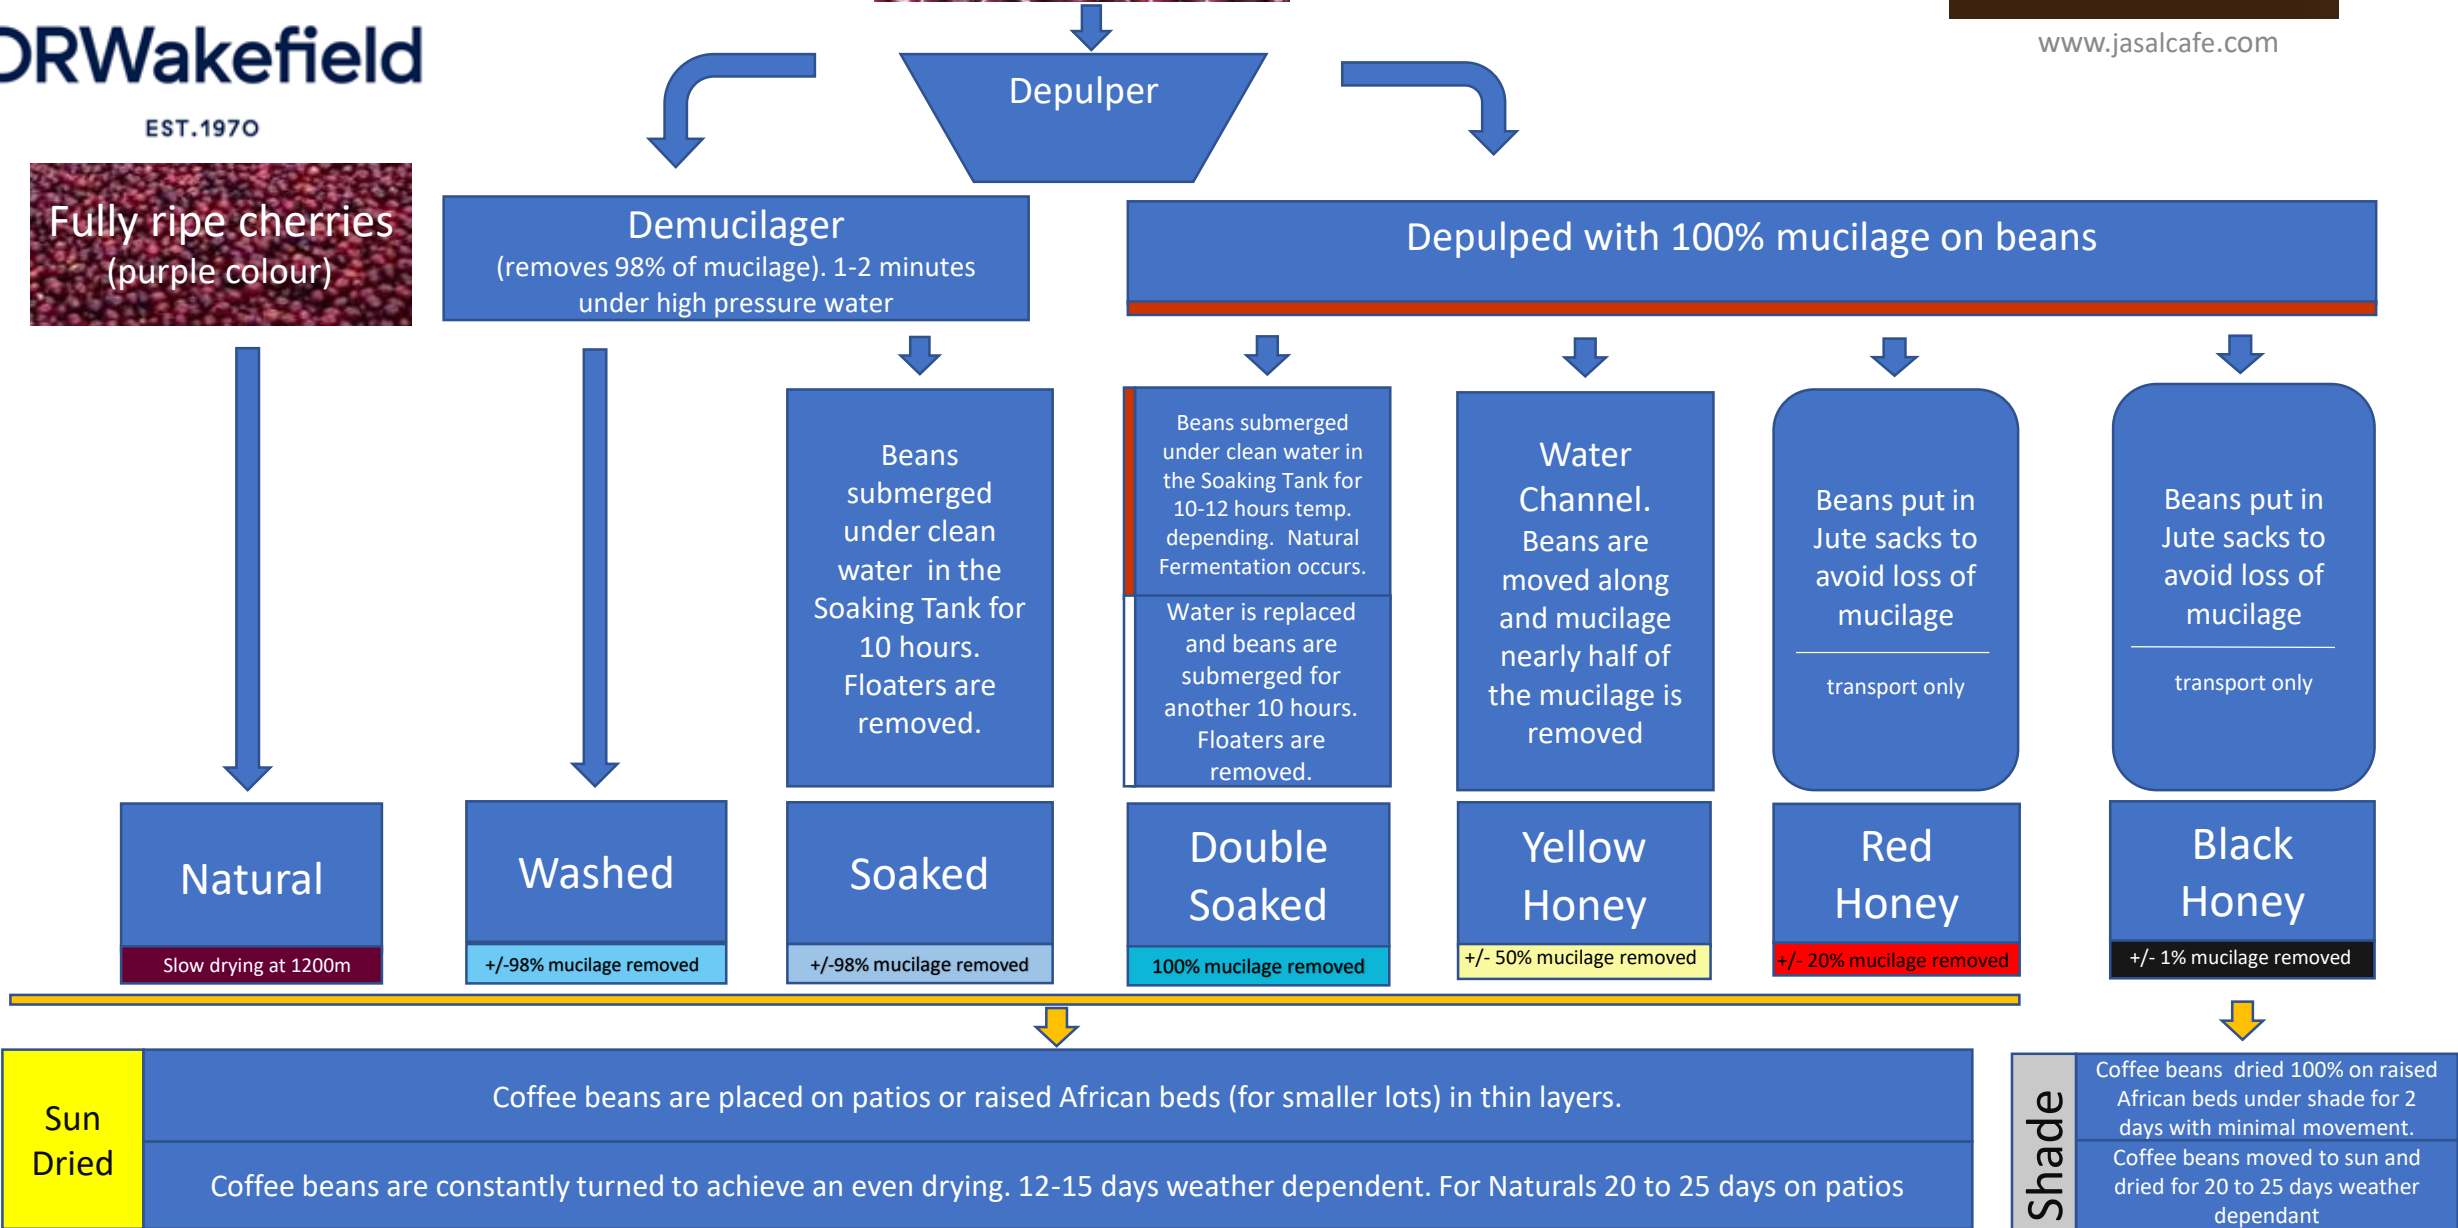 DRWakefield
EST.1970
www.jasalcafe.com
Depulper
Fully ripe cherries
(purple colour)
Demucilager
(removes 98% of mucilage). 1-2 minutes
under high pressure water
Depulped with 100% mucilage on beans
Beans
submerged
under clean
water in the
Soaking Tank for
10 hours.
Floaters are
removed.
Beans submerged
under clean water in
the Soaking Tank for
10-12 hours temp.
depending. Natural
Fermentation occurs.
Water is replaced
and beans are
submerged for
another 10 hours.
Floaters are
removed.
Water
Channel.
Beans are
moved along
and mucilage
nearly half of
the mucilage is
removed
Beans put in
Jute sacks to
avoid loss of
mucilage
transport only
Beans put in
Jute sacks to
avoid loss of
mucilage
transport only
Natural
Slow drying at 1200m
Washed
+/-98% mucilage removed
Soaked
+/-98% mucilage removed
Double
Soaked
100% mucilage removed
Yellow
Honey
+/- 50% mucilage removed
Red
Honey
+/- 20% mucilage removed
Black
Honey
+/- 1% mucilage removed
Sun
Dried
Coffee beans are placed on patios or raised African beds (for smaller lots) in thin layers.
Coffee beans are constantly turned to achieve an even drying. 12-15 days weather dependent. For Naturals 20 to 25 days on patios
Shade
Coffee beans dried 100% on raised
African beds under shade for 2
days with minimal movement.
Coffee beans moved to sun and
dried for 20 to 25 days weather
dependant